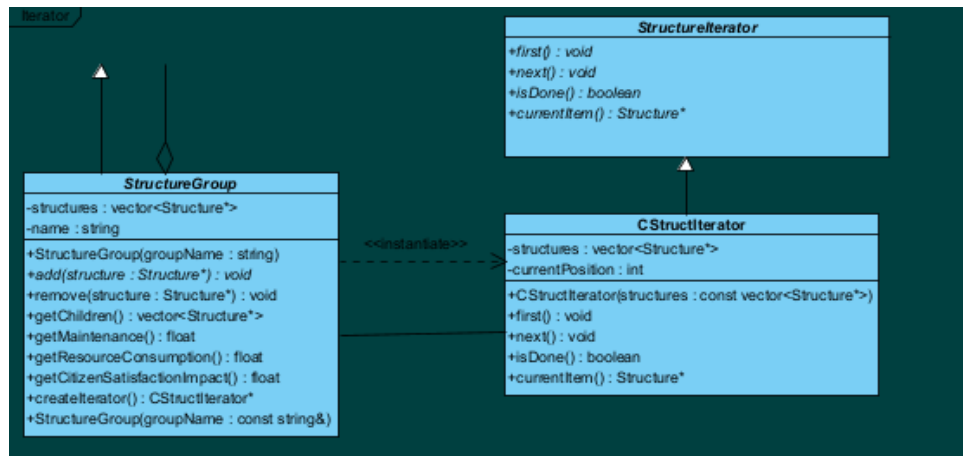 Iterator
StructureIterator
+first() : void
+next() : void
+isDone() : boolean
+currentItem() : Structure*
StructureGroup
-structures : vector<Structure*>
-name : string
+StructureGroup(groupName : string)
+add(structure : Structure*) : void
+remove(structure : Structure*) : void
+getChildren() : vector<Structure*>
+getMaintenance() : float
+getResourceConsumption() : float
+getCitizenSatisfactionImpact() : float
+createIterator() : CStructIterator*
+StructureGroup(groupName : const string&)
<<instantiate>>
CStructIterator
-structures : vector<Structure*>
-currentPosition : int
+CStructIterator(structures : const vector<Structure*>)
+first() : void
+next() : void
+isDone() : boolean
+currentItem() : Structure*